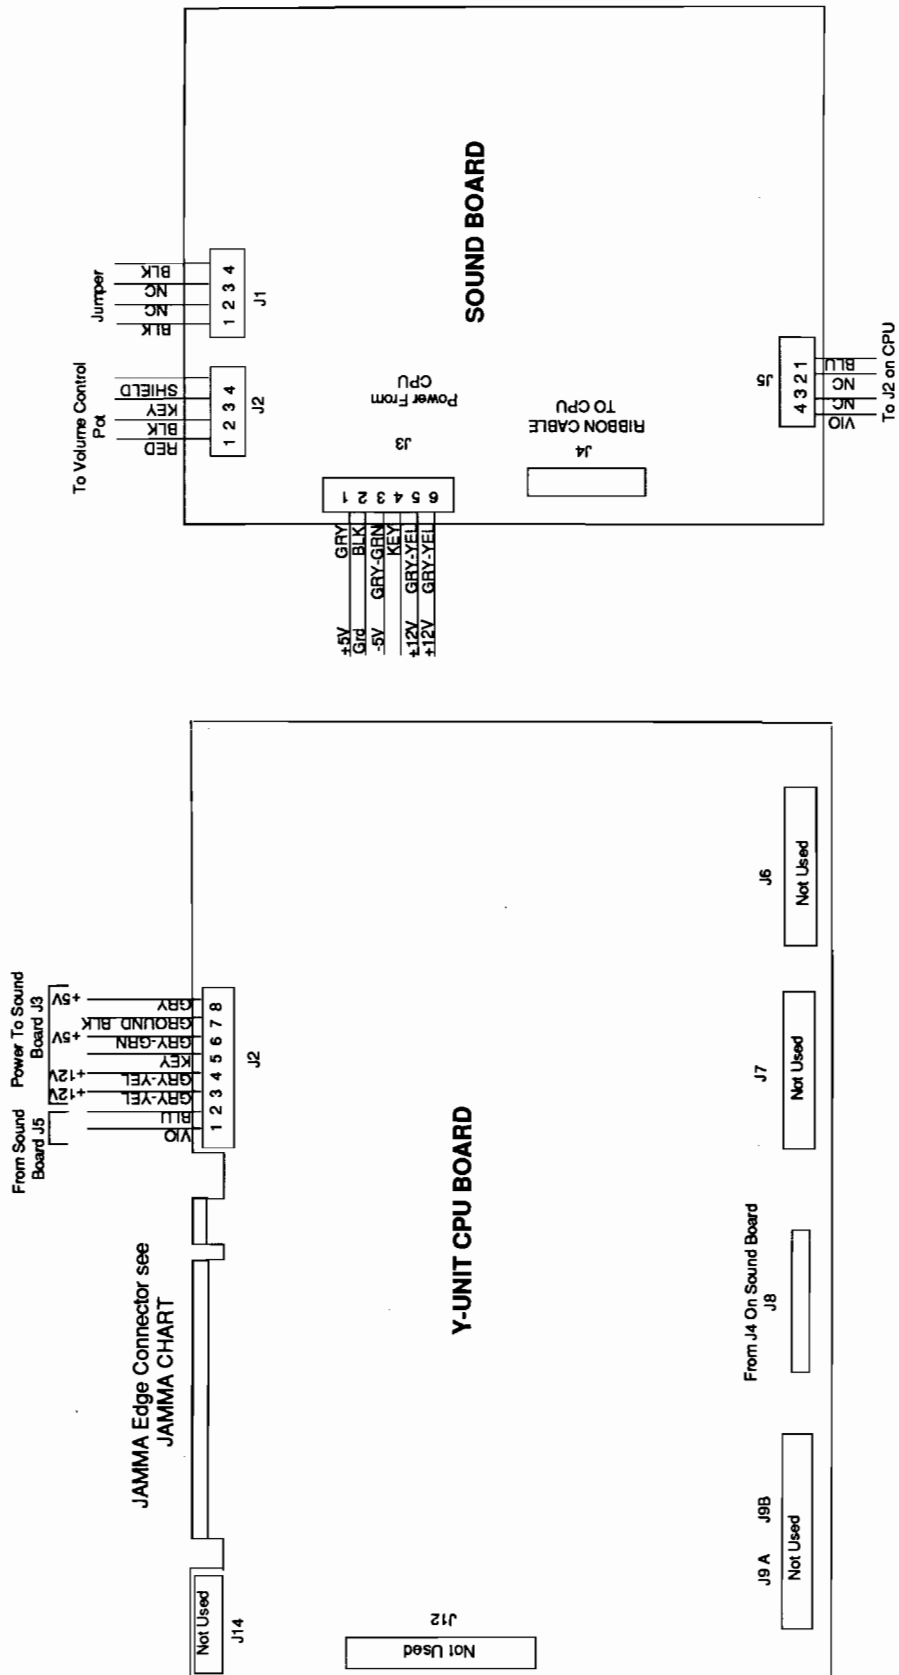 To Volume Control
Pot
Jumper
RED
BLK
KEY
SHIELD
BLK
NC
NC
BLK
1 2 3 4
J2
1 2 3 4
J1
SOUND BOARD
Power From
CPU
J3
1 2 3 4 5 6
+5V GRY
Grd BLK
-5V GRY-GRN
KEY
+12V GRY-YEL
+12V GRY-YEL
RIBBON CABLE
TO CPU
J4
J5
4 3 2 1
VIO
NC
NC
BLU
To J2 on CPU
From Sound
Board J5
Power To Sound
Board J3
VIO
BLU
+12V GRY-YEL
+12V GRY-YEL
KEY
+5V GRY-GRN
GROUND BLK
+5V GRY
1 2 3 4 5 6 7 8
J2
JAMMA Edge Connector see
JAMMA CHART
Not Used
J14
J12
Not Used
Y-UNIT CPU BOARD
J9 A J9B
Not Used
From J4 On Sound Board
J8
J7
Not Used
J6
Not Used